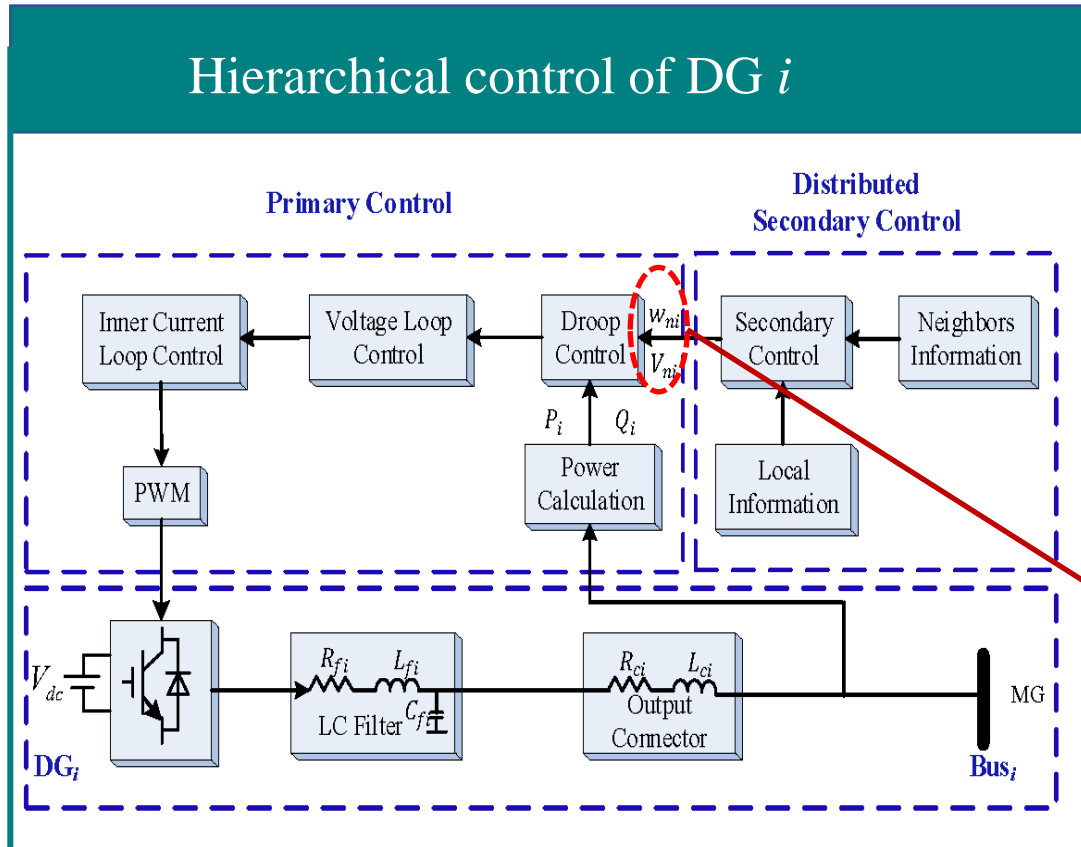 Hierarchical control of DG i
Primary Control
Distributed
Secondary Control
Inner Current
Loop Control
Voltage Loop
Control
Droop
Control
w_ni
V_ni
Secondary
Control
Neighbors
Information
P_i
Q_i
PWM
Power
Calculation
Local
Information
V_dc
R_fi
L_fi
C_fi
LC Filter
R_ci
L_ci
Output
Connector
MG
DG_i
Bus_i